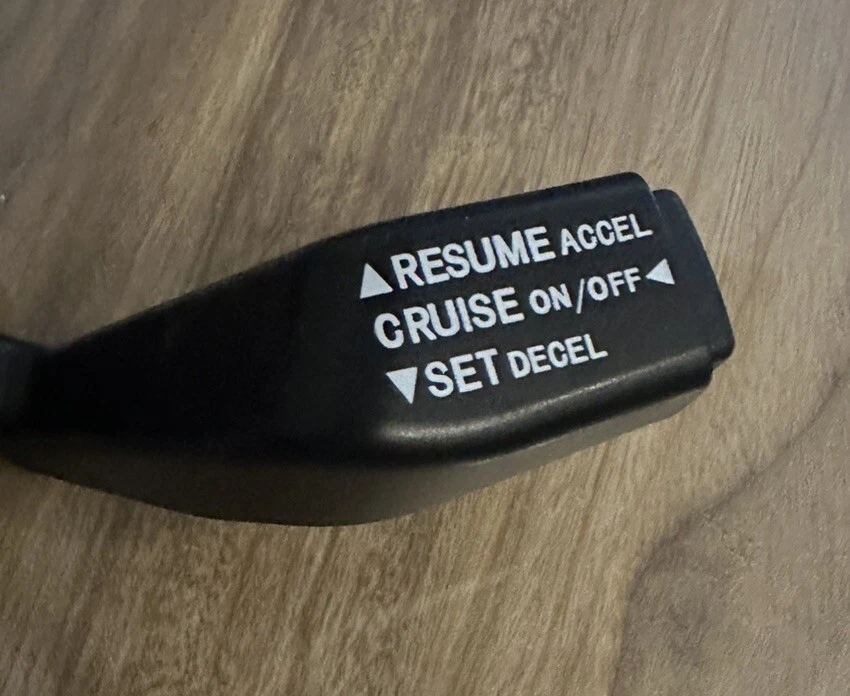 ▲RESUME ACCEL
CRUISE ON/OFF◀
▼SET DECEL